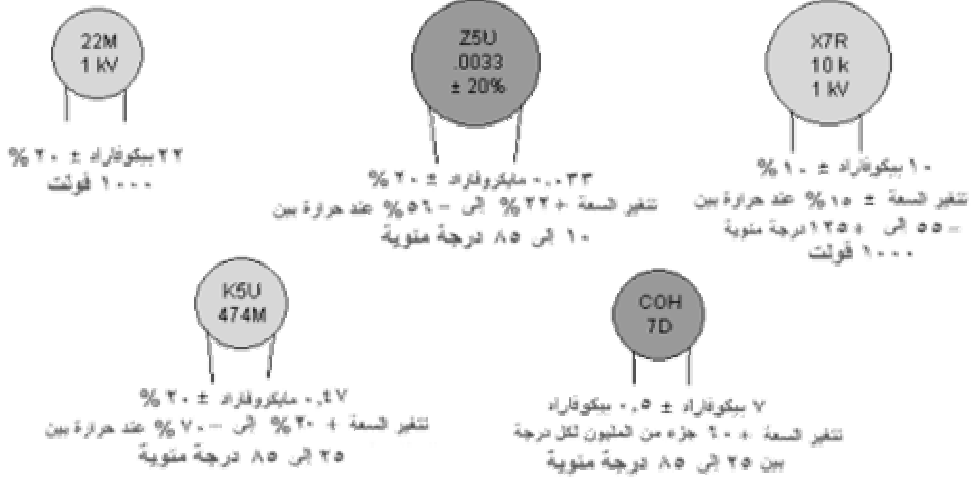 22M
1 kV
٢٢ بيكوفاراد ± ٢٠ %
١٠٠٠ فولت
Z5U
.0033
± 20%
٠,٠٠٣٣ مايكروفاراد ± ٢٠ %
تتغير السعة +٢٢ % إلى -٥٦ % عند حرارة بين
١٠ إلى ٨٥ درجة مئوية
X7R
10 k
1 kV
١٠ بيكوفاراد ± ١٠ %
تتغير السعة ± ١٥ % عند حرارة بين
-٥٥ إلى +١٢٥ درجة مئوية
١٠٠٠ فولت
K5U
474M
٠,٤٧ مايكروفاراد ± ٢٠ %
تتغير السعة + ٣٠ % إلى -٧٠ % عند حرارة بين
٢٥ إلى ٨٥ درجة مئوية
COH
7D
٧ بيكوفاراد ± ٠,٥ بيكوفاراد
تتغير السعة + ٦٠ جزء من المليون لكل درجة
بين ٢٥ إلى ٨٥ درجة مئوية